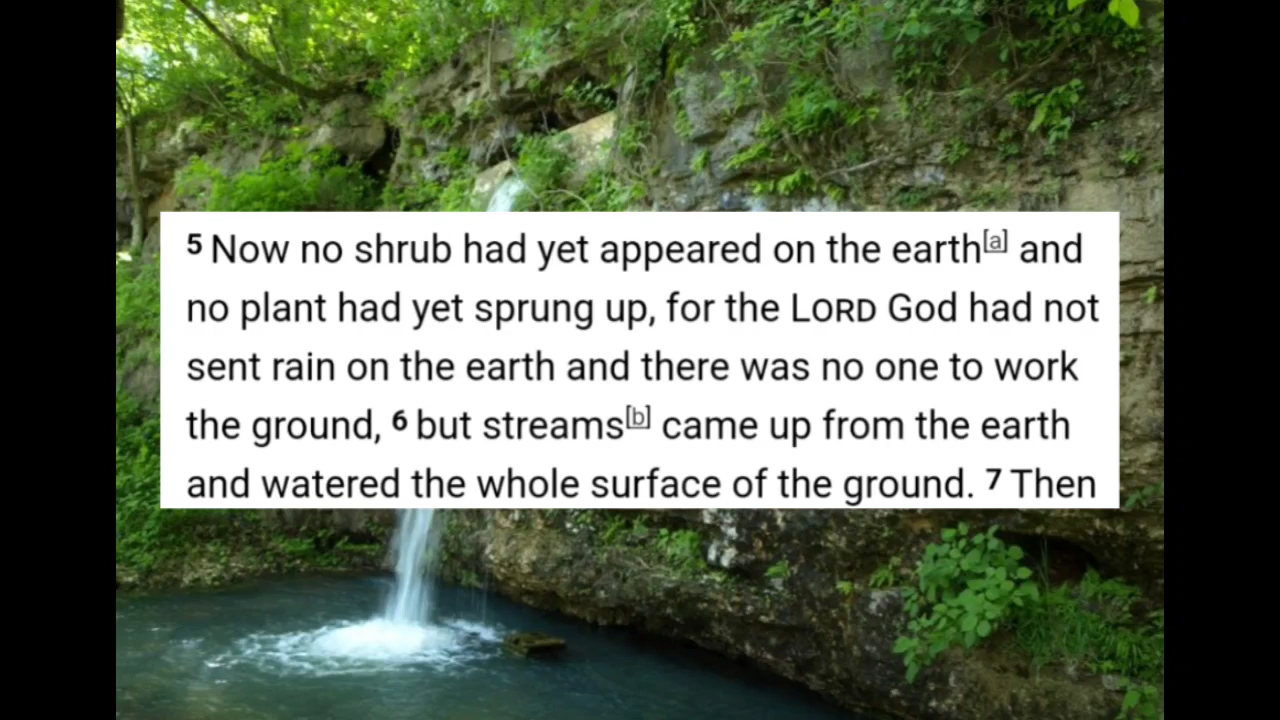 5 Now no shrub had yet appeared on the earth[a] and
no plant had yet sprung up, for the LORD God had not
sent rain on the earth and there was no one to work
the ground, 6 but streams[b] came up from the earth
and watered the whole surface of the ground. 7 Then